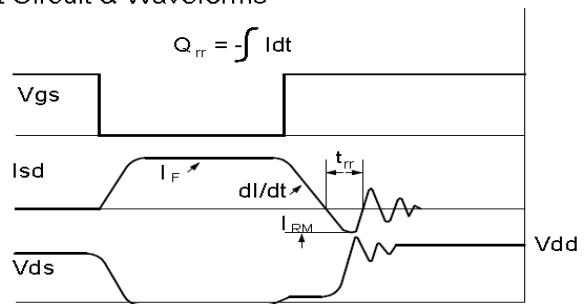 t Circuit & Waveforms
Q rr = -∫ Idt
Vgs
Isd
I F
dI/dt
t rr
I RM
Vds
Vdd